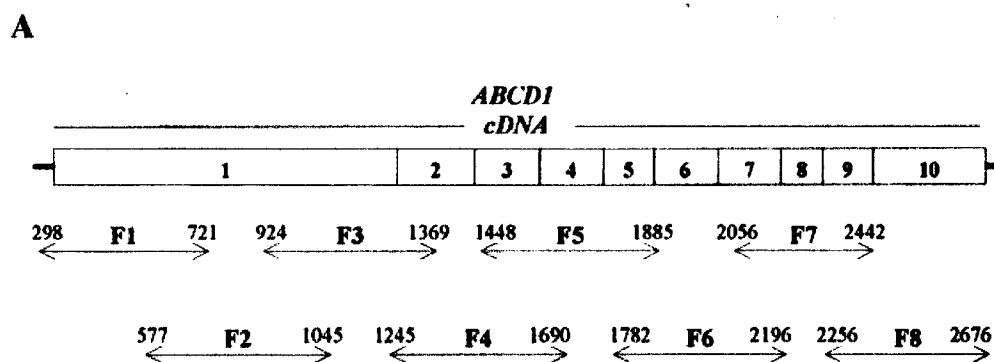 A
ABCD1
cDNA
1 2 3 4 5 6 7 8 9 10
298 F1 721 924 F3 1369 1448 F5 1885 2056 F7 2442
577 F2 1045 1245 F4 1690 1782 F6 2196 2256 F8 2676